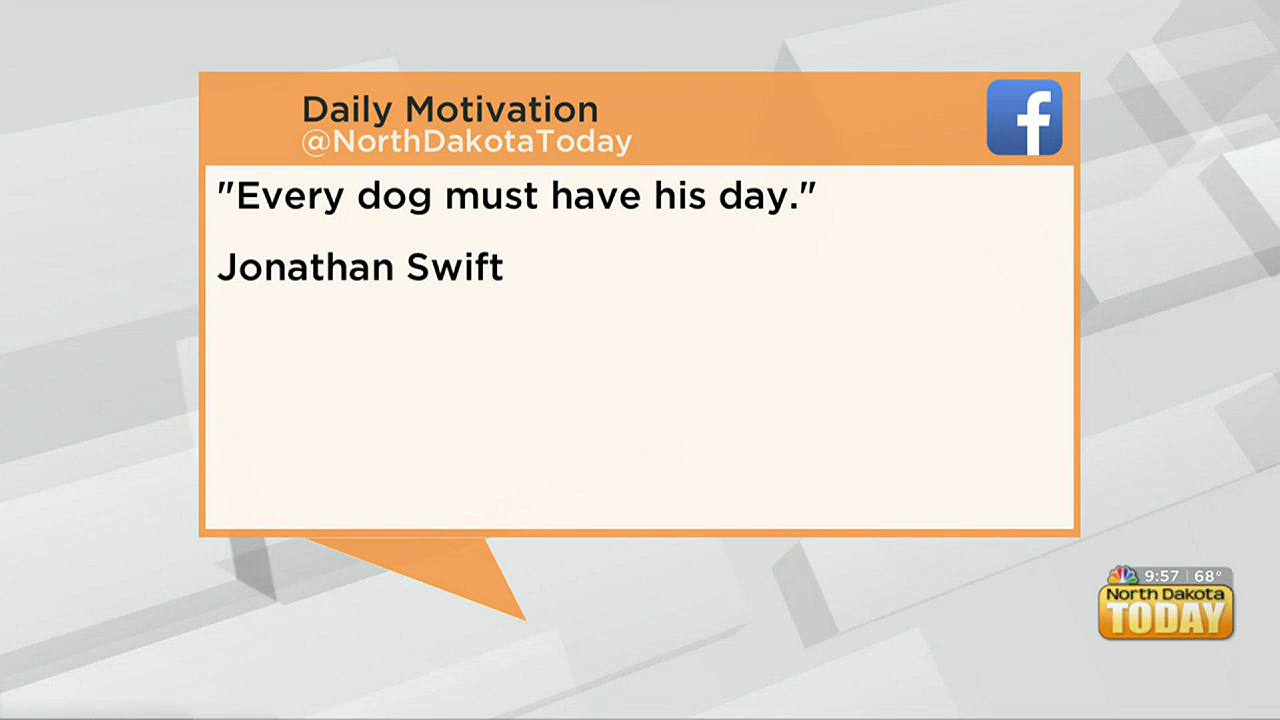 Daily Motivation
@NorthDakotaToday
"Every dog must have his day."
Jonathan Swift
9:57 | 68°
North Dakota
TODAY